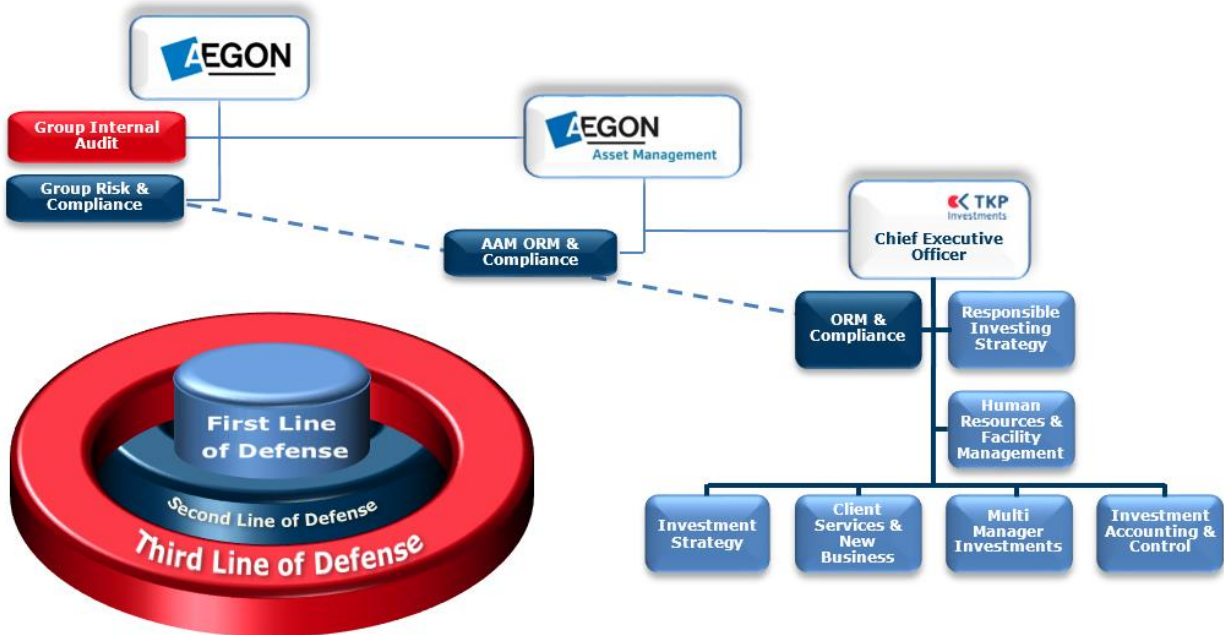 AEGON
Group Internal
Audit
Group Risk &
Compliance
AEGON
Asset Management
AAM ORM &
Compliance
TKP
Investments
Chief Executive
Officer
ORM &
Compliance
Responsible
Investing
Strategy
Human
Resources &
Facility
Management
Investment
Strategy
Client
Services &
New
Business
Multi
Manager
Investments
Investment
Accounting &
Control
First Line
of Defense
Second Line of Defense
Third Line of Defense